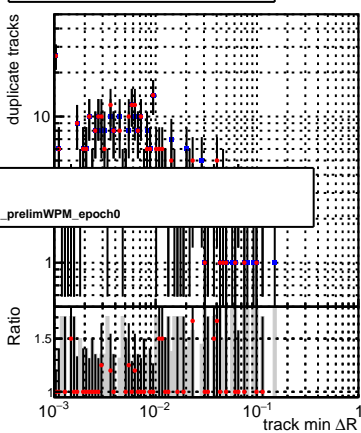 duplicate tracks
10
_prelimWPM_epoch0
1
Ratio
1.5
1
10⁻³ 10⁻² 10⁻¹ 1
track min ΔR